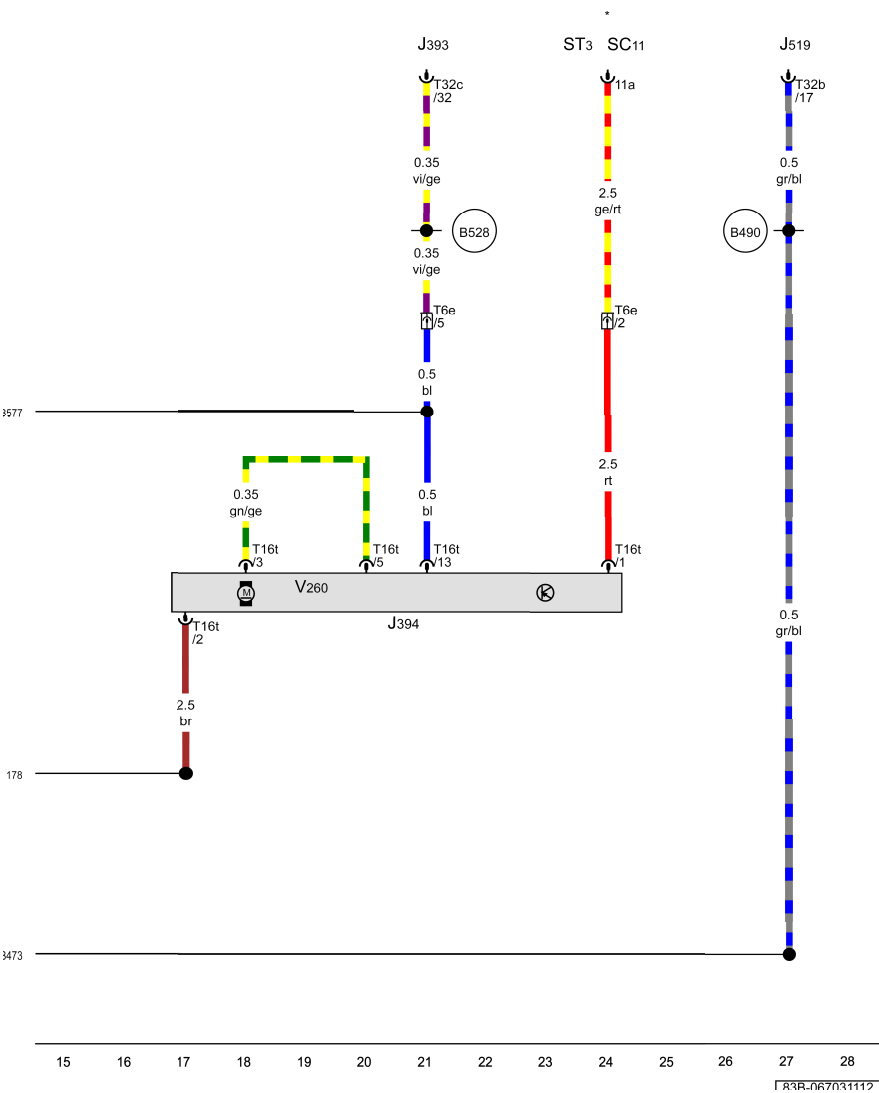 *
J393
ST3 SC11
J519
T32c
/32
11a
T32b
/17
0.35
vi/ge
0.5
gr/bl
2.5
ge/rt
B528
B490
0.35
vi/ge
T6e
/5
T6e
/2
0.5
bl
3577
2.5
rt
0.35
gn/ge
0.5
bl
T16t
/3
T16t
/5
T16t
/13
T16t
/1
M
V260
J394
T16t
/2
0.5
gr/bl
2.5
br
178
3473
15 16 17 18 19 20 21 22 23 24 25 26 27 28
83B-067031112